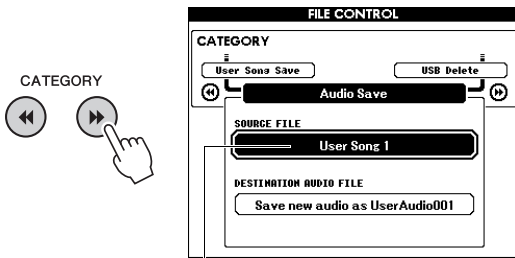 FILE CONTROL
CATEGORY
User Song Save
USB Delete
CATEGORY
Audio Save
SOURCE FILE
User Song 1
DESTINATION AUDIO FILE
Save new audio as UserAudio001